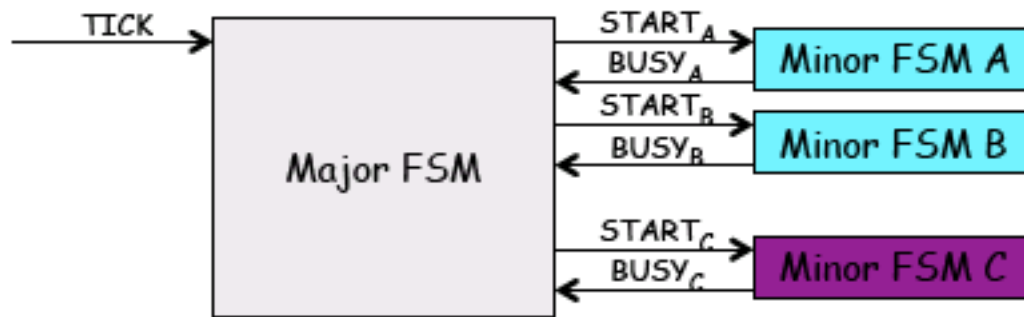 TICK
Major FSM
START_A
BUSY_A
START_B
BUSY_B
START_C
BUSY_C
Minor FSM A
Minor FSM B
Minor FSM C